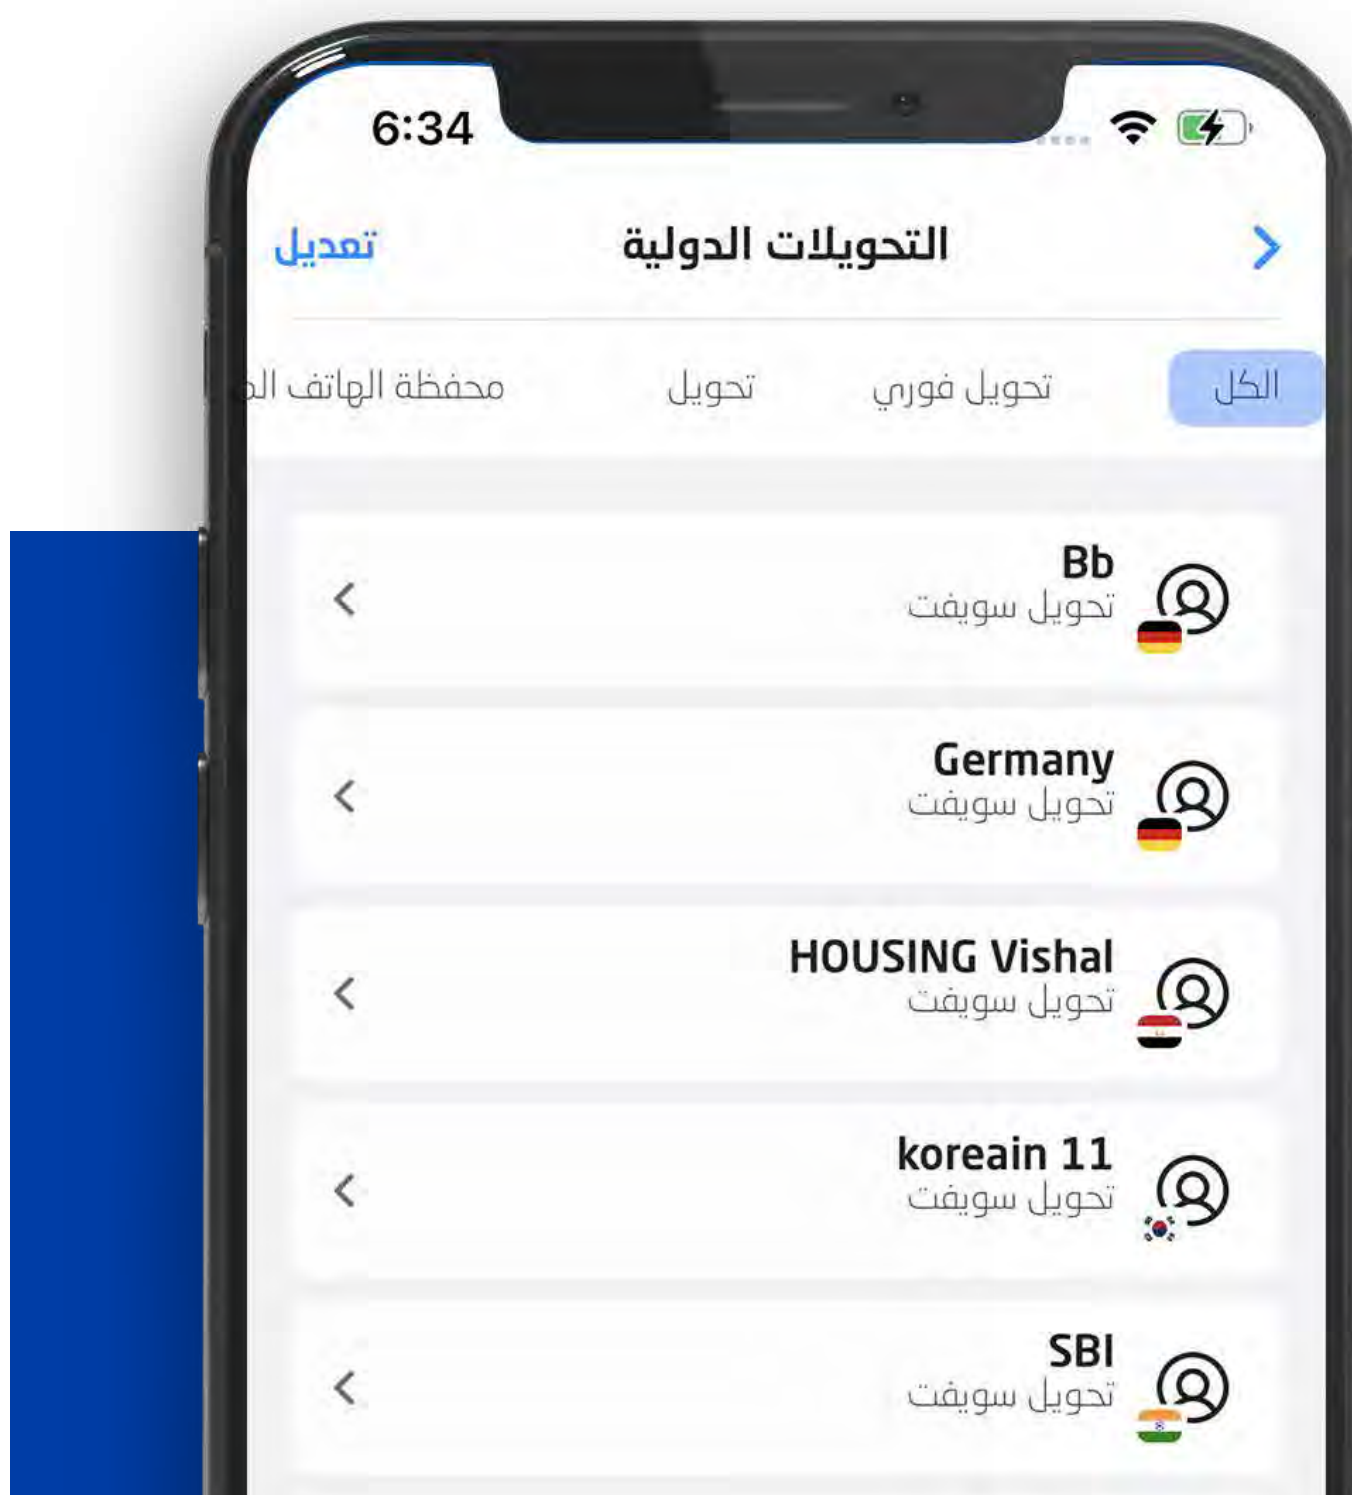 6:34
التحويلات الدولية
تعديل
الكل
تحويل فوري
تحويل
محفظة الهاتف
Bb
تحويل سويفت
Germany
تحويل سويفت
HOUSING Vishal
تحويل سويفت
koreain 11
تحويل سويفت
SBI
تحويل سويفت